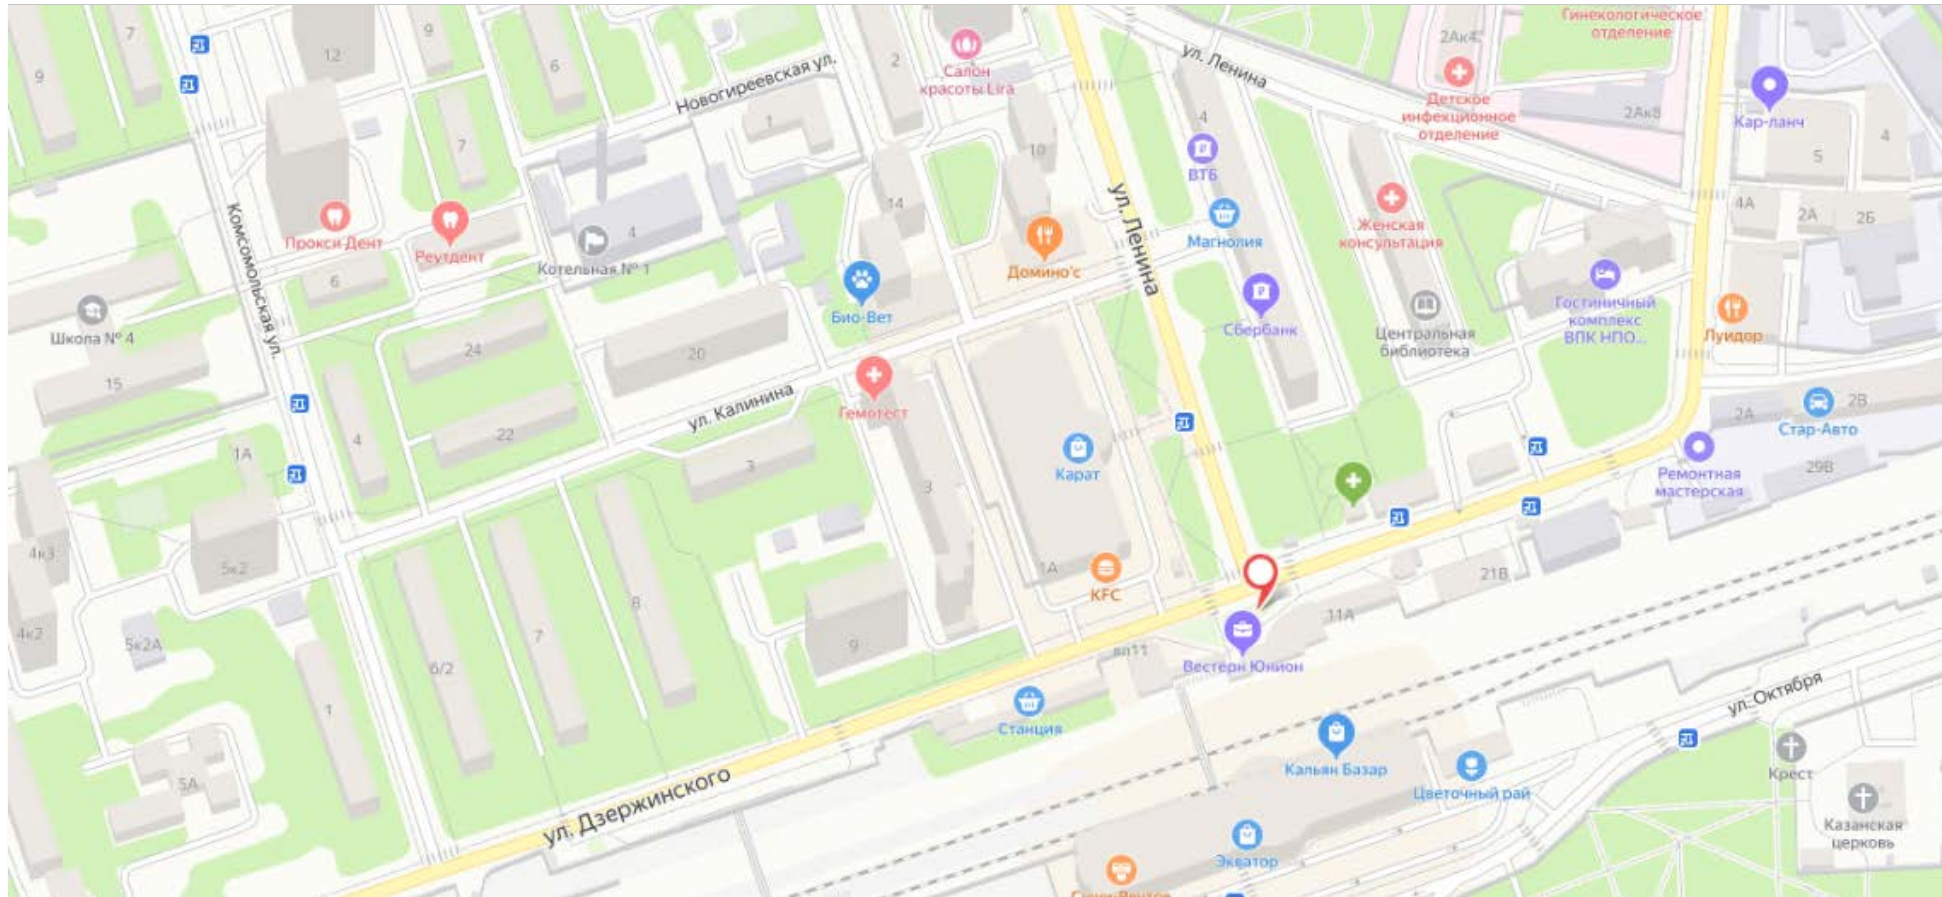 7
9
9
12
6
2
Салон
красоты Lira
Новогиреевская ул.
ул. Ленина
4
2Ак8
Гинекологическое
отделение
Детское
инфекционное
отделение
Кар-ланч
4
5
7
1
10
ВТБ
14
4
Магнолия
ул. Ленина
Женская
консультация
4А
2А
2Б
Комсомольская ул.
Прокси-Дент
Реутдент
Котельная № 1
6
Домино'с
Био-Вет
Сбербанк
Центральная
библиотека
Гостиничный
комплекс
ВПК НПО...
Луидор
Школа № 4
15
24
20
Гемотест
ул. Калинина
4
22
3
3
Карат
2А
2В
Стар-Авто
29В
Ремонтная
мастерская
1А
4к3
5к2
1А
KFC
21В
11А
8
7
6/2
9
4к2
5к2А
вл11
Вестерн Юнион
1
Станция
ул. Октября
Кальян Базар
Цветочный рай
Крест
5А
ул. Дзержинского
Экватор
Казанская
церковь